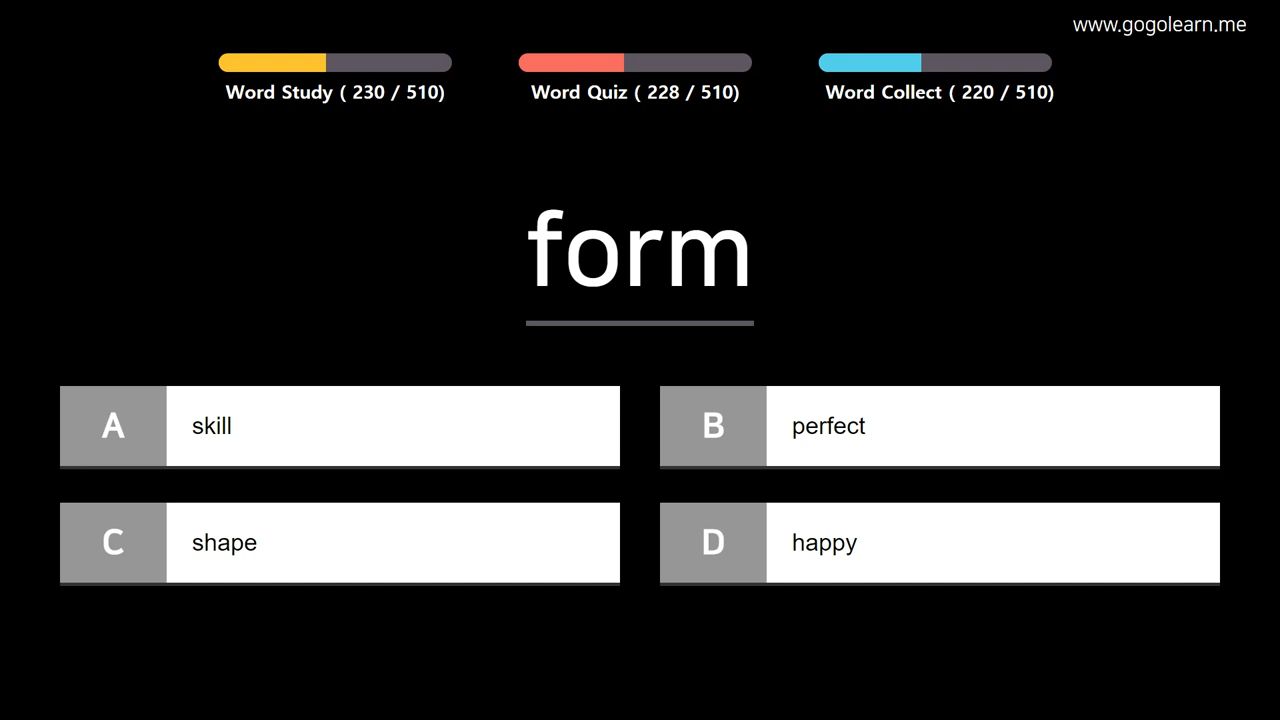 www.gogolearn.me
Word Study ( 230 / 510)
Word Quiz ( 228 / 510)
Word Collect ( 220 / 510)
form
A skill
B perfect
C shape
D happy